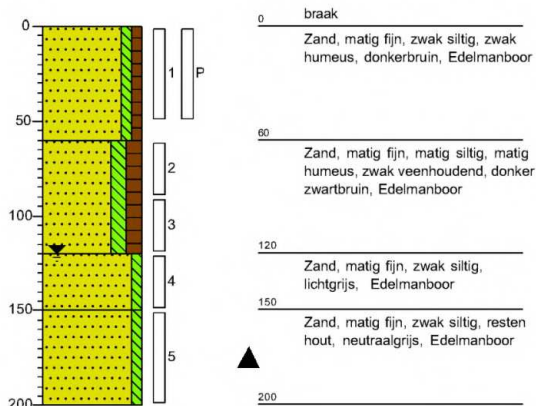 0
50
100
150
200
1
P
2
3
4
5
0
braak
Zand, matig fijn, zwak siltig, zwak
humeus, donkerbruin, Edelmanboor
60
Zand, matig fijn, matig siltig, matig
humeus, zwak veenhoudend, donker
zwartbruin, Edelmanboor
120
Zand, matig fijn, zwak siltig,
lichtgrijs, Edelmanboor
150
Zand, matig fijn, zwak siltig, resten
hout, neutraalgrijs, Edelmanboor
200